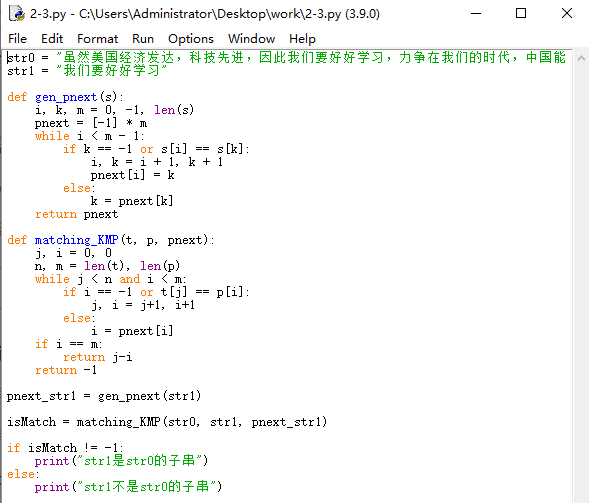 2-3.py - C:\Users\Administrator\Desktop\work\2-3.py (3.9.0)
File Edit Format Run Options Window Help
str0 = "虽然美国经济发达，科技先进，因此我们要好好学习，力争在我们的时代，中国能
str1 = "我们要好好学习"
def gen_pnext(s):
    i, k, m = 0, -1, len(s)
    pnext = [-1] * m
    while i < m - 1:
        if k == -1 or s[i] == s[k]:
            i, k = i + 1, k + 1
            pnext[i] = k
        else:
            k = pnext[k]
    return pnext
def matching_KMP(t, p, pnext):
    j, i = 0, 0
    n, m = len(t), len(p)
    while j < n and i < m:
        if i == -1 or t[j] == p[i]:
            j, i = j+1, i+1
        else:
            i = pnext[i]
    if i == m:
        return j-i
    return -1
pnext_str1 = gen_pnext(str1)
isMatch = matching_KMP(str0, str1, pnext_str1)
if isMatch != -1:
    print("str1是str0的子串")
else:
    print("str1不是str0的子串")